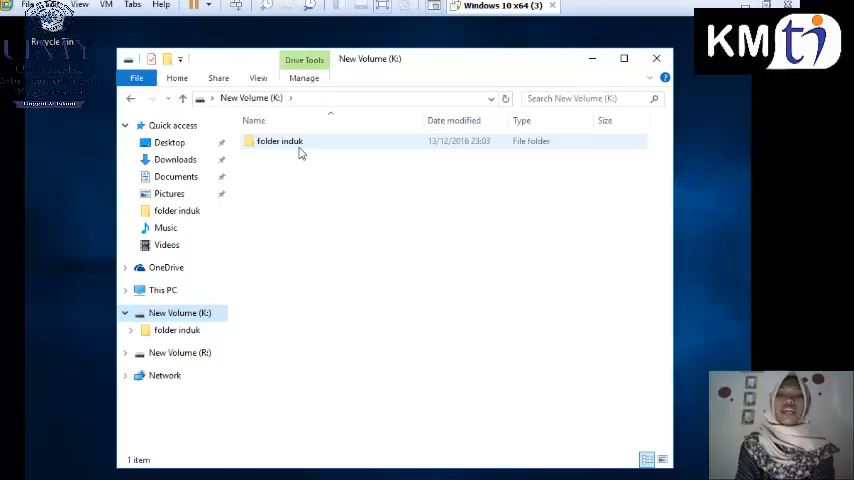 File
View
VM
Tabs
Help
Windows 10 x64 (3)
KMti
Recycle Bin
Drive Tools
New Volume (K:)
File
Home
Share
View
Manage
New Volume (K:)
Search New Volume (K:)
Name
Date modified
Type
Size
folder induk
13/12/2016 23:03
File folder
Quick access
Desktop
Downloads
Documents
Pictures
folder induk
Music
Videos
OneDrive
This PC
New Volume (K:)
folder induk
New Volume (R:)
Network
1 item